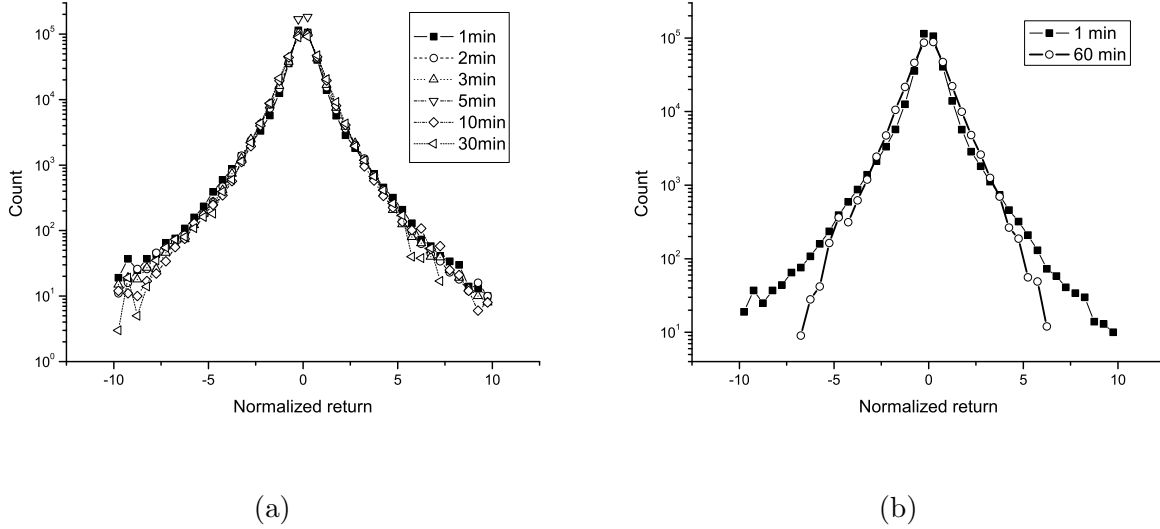 10^5
10^4
10^3
10^2
10^1
10^0
Count
-10
-5
0
5
10
Normalized return
1min
2min
3min
5min
10min
30min
(a)
10^5
10^4
10^3
10^2
10^1
Count
-10
-5
0
5
10
Normalized return
1 min
60 min
(b)